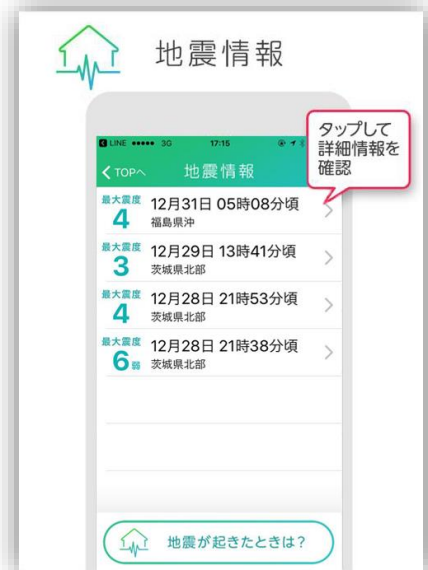 地震情報
タップして
詳細情報を
確認
LINE ●●●●● 3G 17:15
TOPへ 地震情報
最大震度
4
12月31日 05時08分頃
福島県沖
最大震度
3
12月29日 13時41分頃
茨城県北部
最大震度
4
12月28日 21時53分頃
茨城県北部
最大震度
6弱
12月28日 21時38分頃
茨城県北部
地震が起きたときは？